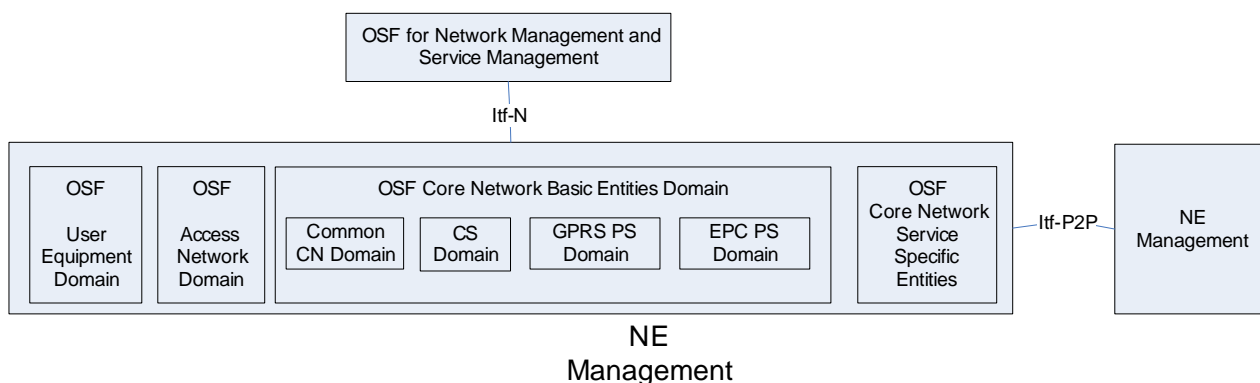 OSF for Network Management and
Service Management
Itf-N
OSF
User
Equipment
Domain
OSF
Access
Network
Domain
OSF Core Network Basic Entities Domain
Common
CN Domain
CS
Domain
GPRS PS
Domain
EPC PS
Domain
OSF
Core Network
Service
Specific
Entities
Itf-P2P
NE
Management
NE
Management